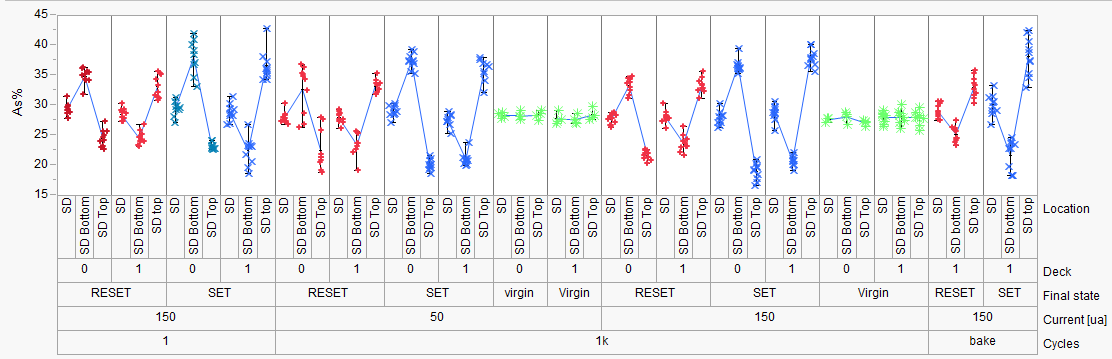 45
40
35
30
25
20
15
As%
SD SD Bottom SD Top SD SD Bottom SD top SD SD Bottom SD Top SD SD Bottom SD top SD SD Bottom SD Top SD SD Bottom SD Top SD SD Bottom SD Top SD SD Bottom SD Top SD SD Bottom SD Top SD SD Bottom SD Top SD SD Bottom SD Top SD SD Bottom SD Top SD SD Bottom SD Top SD SD Bottom SD Top SD SD Bottom SD Top SD SD Bottom SD Top SD SD Bottom SD top SD SD bottom SD top Location
0 1 0 1 0 1 0 1 0 1 0 1 0 1 0 1 1 1 Deck
RESET SET RESET SET virgin Virgin RESET SET Virgin RESET SET Final state
150 50 150 150 Current [ua]
1 1k bake Cycles